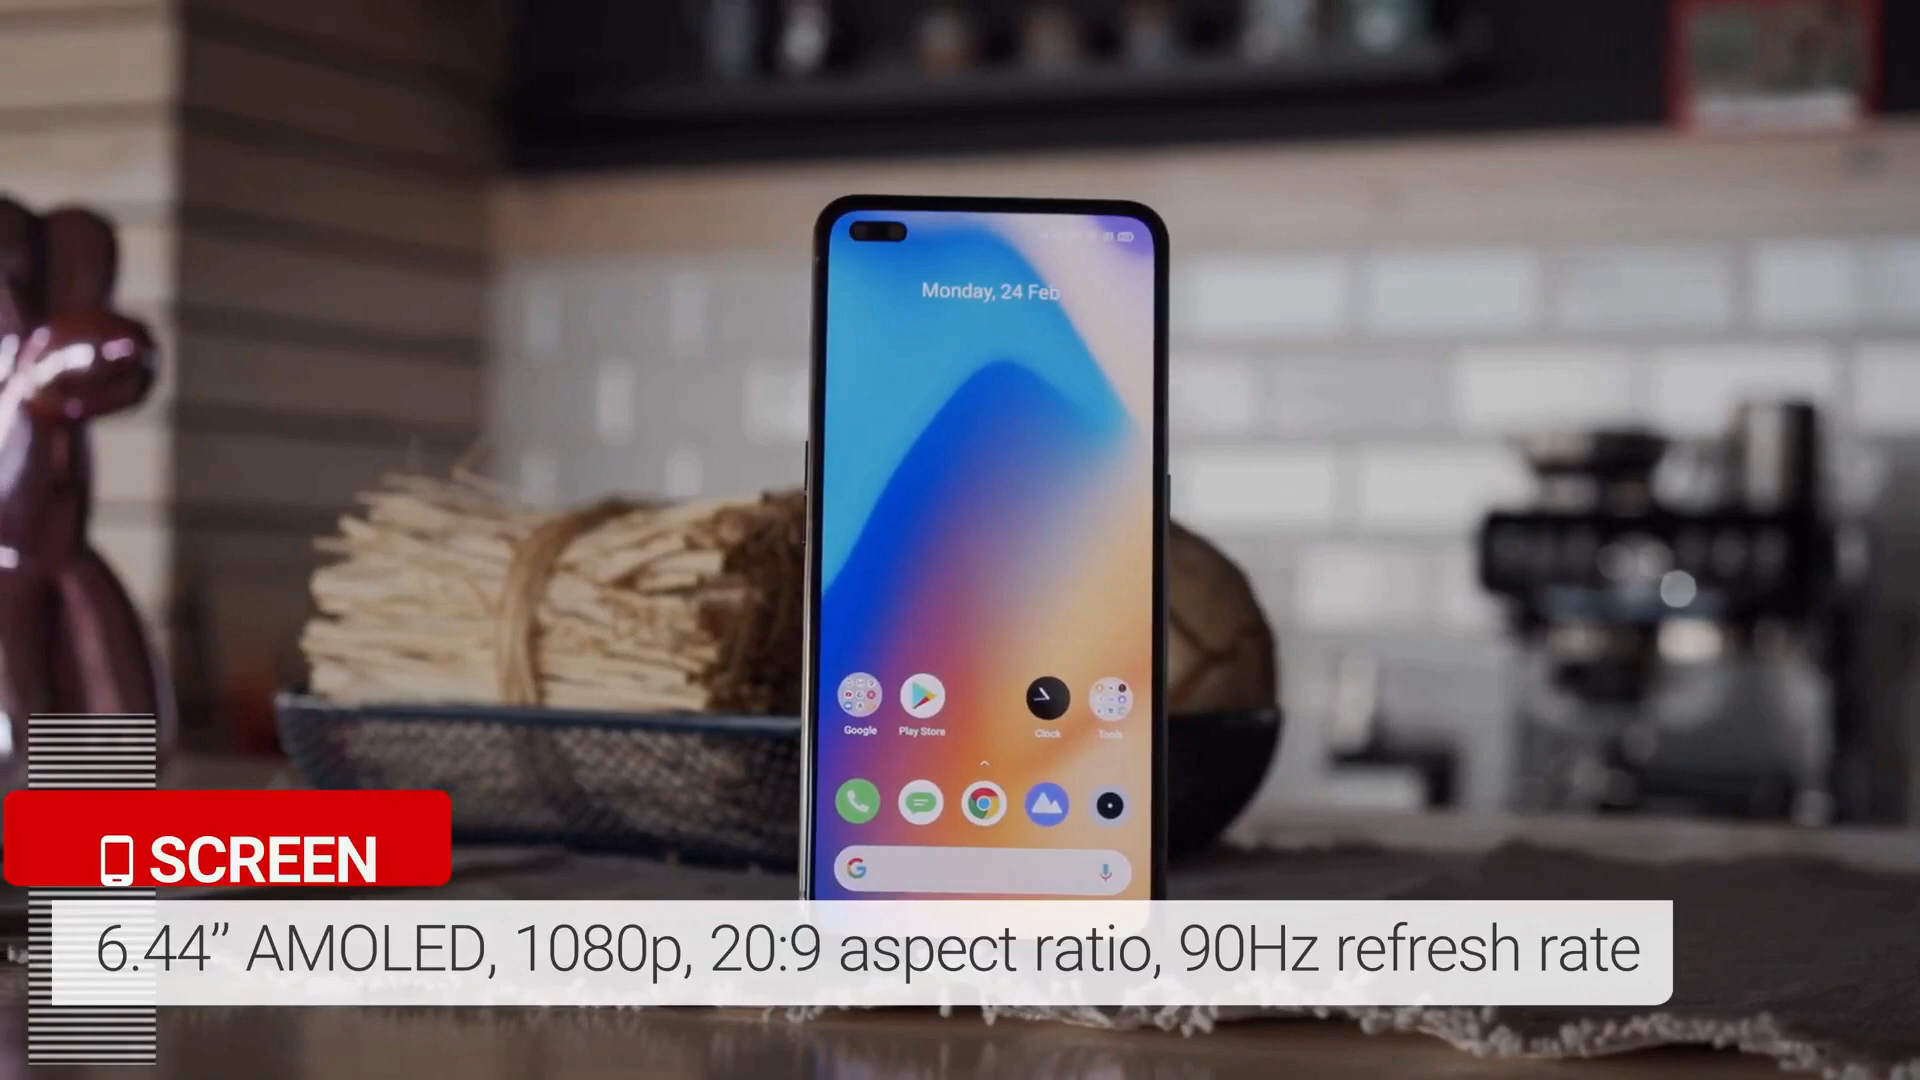 Monday, 24 Feb
Google Play Store Clock Tools
SCREEN
6.44” AMOLED, 1080p, 20:9 aspect ratio, 90Hz refresh rate